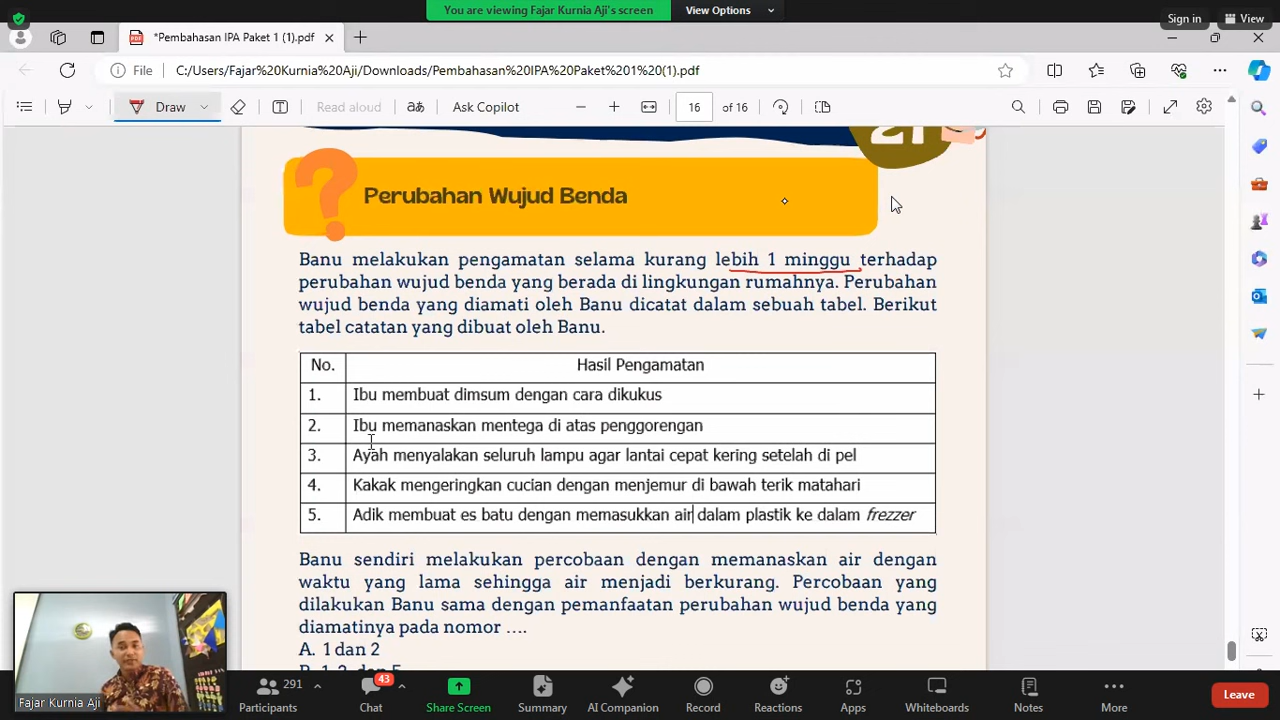 You are viewing Fajar Kurnia Aji's screen
View Options
Sign in
View
*Pembahasan IPA Paket 1 (1).pdf
File
C:/Users/Fajar%20Kurnia%20Aji/Downloads/Pembahasan%20IPA%20Paket%201%20(1).pdf
Draw
Read aloud
aあ
Ask Copilot
16
of 16
21
?
Perubahan Wujud Benda
Banu melakukan pengamatan selama kurang lebih 1 minggu terhadap
perubahan wujud benda yang berada di lingkungan rumahnya. Perubahan
wujud benda yang diamati oleh Banu dicatat dalam sebuah tabel. Berikut
tabel catatan yang dibuat oleh Banu.
No. Hasil Pengamatan
1. Ibu membuat dimsum dengan cara dikukus
2. Ibu memanaskan mentega di atas penggorengan
3. Ayah menyalakan seluruh lampu agar lantai cepat kering setelah di pel
4. Kakak mengeringkan cucian dengan menjemur di bawah terik matahari
5. Adik membuat es batu dengan memasukkan air dalam plastik ke dalam frezzer
Banu sendiri melakukan percobaan dengan memanaskan air dengan
waktu yang lama sehingga air menjadi berkurang. Percobaan yang
dilakukan Banu sama dengan pemanfaatan perubahan wujud benda yang
diamatinya pada nomor ....
A. 1 dan 2
Fajar Kurnia Aji
291
Participants
43
Chat
Share Screen
Summary
AI Companion
Record
Reactions
Apps
Whiteboards
Notes
More
Leave